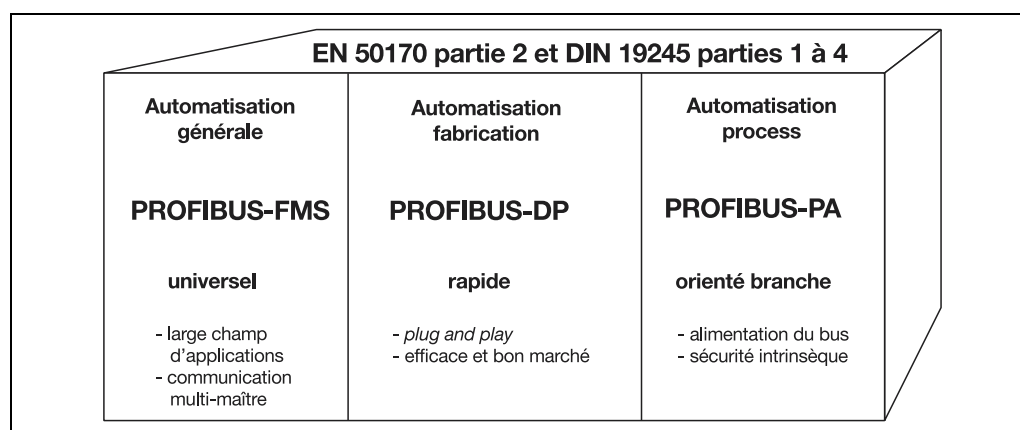 EN 50170 partie 2 et DIN 19245 parties 1 à 4
Automatisation
générale
PROFIBUS-FMS
universel
- large champ
d'applications
- communication
multi-maître
Automatisation
fabrication
PROFIBUS-DP
rapide
- plug and play
- efficace et bon marché
Automatisation
process
PROFIBUS-PA
orienté branche
- alimentation du bus
- sécurité intrinsèque